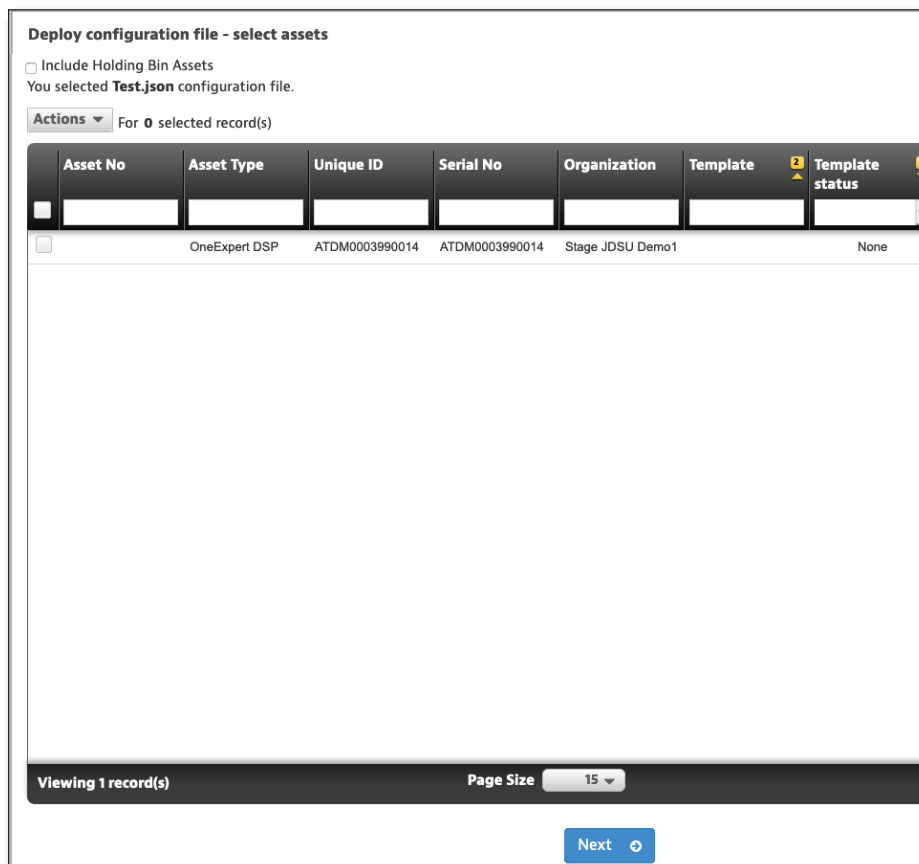 Deploy configuration file - select assets
Include Holding Bin Assets
You selected Test.json configuration file.
Actions For 0 selected record(s)
Asset No Asset Type Unique ID Serial No Organization Template 2 Template status
OneExpert DSP ATDM0003990014 ATDM0003990014 Stage JDSU Demo1 None
Viewing 1 record(s) Page Size 15
Next